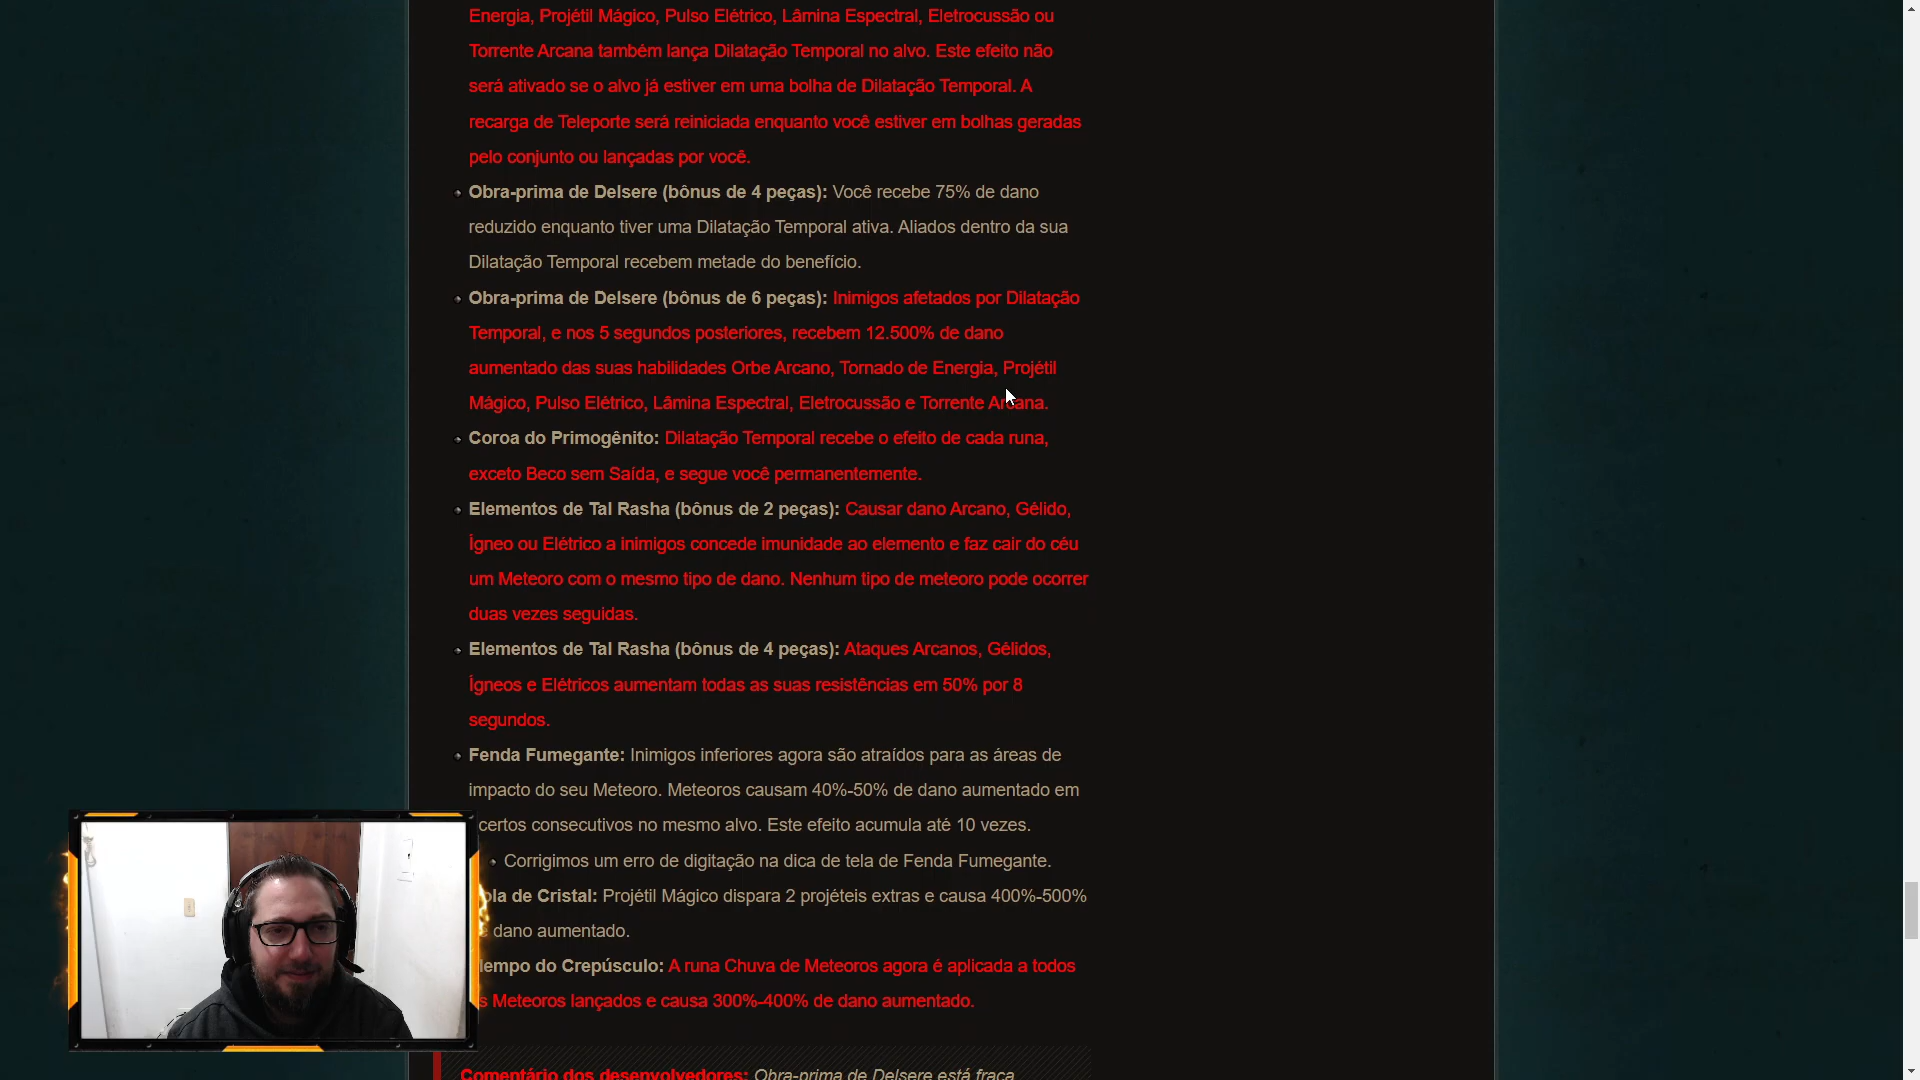 Energia, Projétil Mágico, Pulso Elétrico, Lâmina Espectral, Eletrocussão ou
Torrente Arcana também lança Dilatação Temporal no alvo. Este efeito não
será ativado se o alvo já estiver em uma bolha de Dilatação Temporal. A
recarga de Teleporte será reiniciada enquanto você estiver em bolhas geradas
pelo conjunto ou lançadas por você.
Obra-prima de Delsere (bônus de 4 peças): Você recebe 75% de dano
reduzido enquanto tiver uma Dilatação Temporal ativa. Aliados dentro da sua
Dilatação Temporal recebem metade do benefício.
Obra-prima de Delsere (bônus de 6 peças): Inimigos afetados por Dilatação
Temporal, e nos 5 segundos posteriores, recebem 12.500% de dano
aumentado das suas habilidades Orbe Arcano, Tornado de Energia, Projétil
Mágico, Pulso Elétrico, Lâmina Espectral, Eletrocussão e Torrente Arcana.
Coroa do Primogênito: Dilatação Temporal recebe o efeito de cada runa,
exceto Beco sem Saída, e segue você permanentemente.
Elementos de Tal Rasha (bônus de 2 peças): Causar dano Arcano, Gélido,
Ígneo ou Elétrico a inimigos concede imunidade ao elemento e faz cair do céu
um Meteoro com o mesmo tipo de dano. Nenhum tipo de meteoro pode ocorrer
duas vezes seguidas.
Elementos de Tal Rasha (bônus de 4 peças): Ataques Arcanos, Gélidos,
Ígneos e Elétricos aumentam todas as suas resistências em 50% por 8
segundos.
Fenda Fumegante: Inimigos inferiores agora são atraídos para as áreas de
impacto do seu Meteoro. Meteoros causam 40%-50% de dano aumentado em
certos consecutivos no mesmo alvo. Este efeito acumula até 10 vezes.
Corrigimos um erro de digitação na dica de tela de Fenda Fumegante.
ola de Cristal: Projétil Mágico dispara 2 projéteis extras e causa 400%-500%
dano aumentado.
empo do Crepúsculo: A runa Chuva de Meteoros agora é aplicada a todos
s Meteoros lançados e causa 300%-400% de dano aumentado.
Comentário dos desenvolvedores: Obra-prima de Delsere está fraca